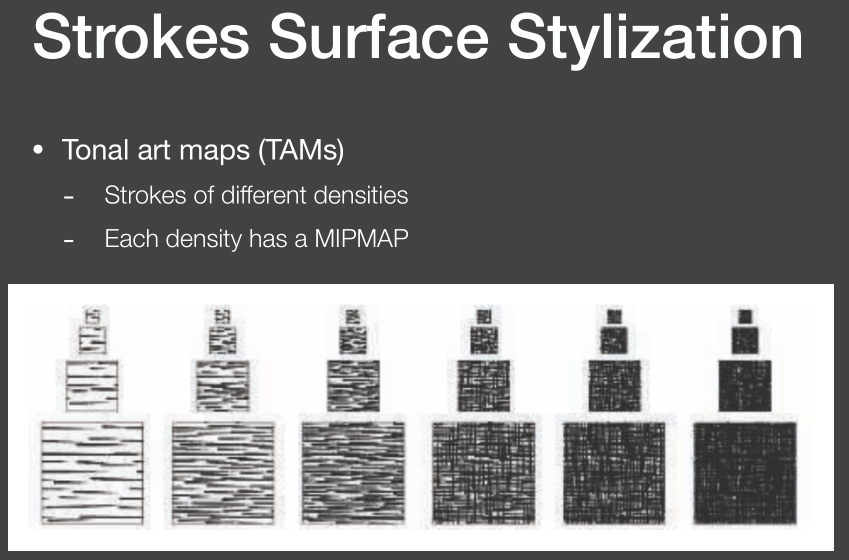 Strokes Surface Stylization
• Tonal art maps (TAMs)
- Strokes of different densities
- Each density has a MIPMAP